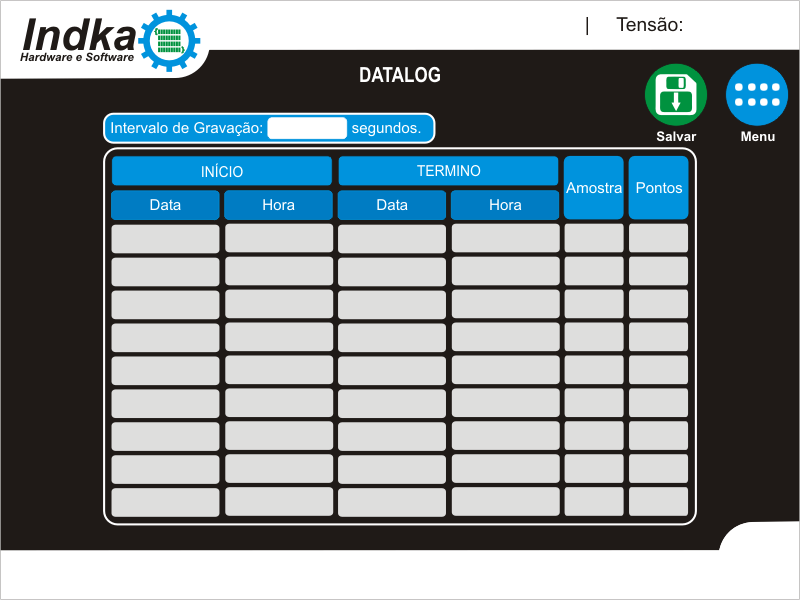 Indka
Hardware e Software
| Tensão:
DATALOG
Salvar
Menu
Intervalo de Gravação: segundos.
INÍCIO TERMINO Amostra Pontos
Data Hora Data Hora